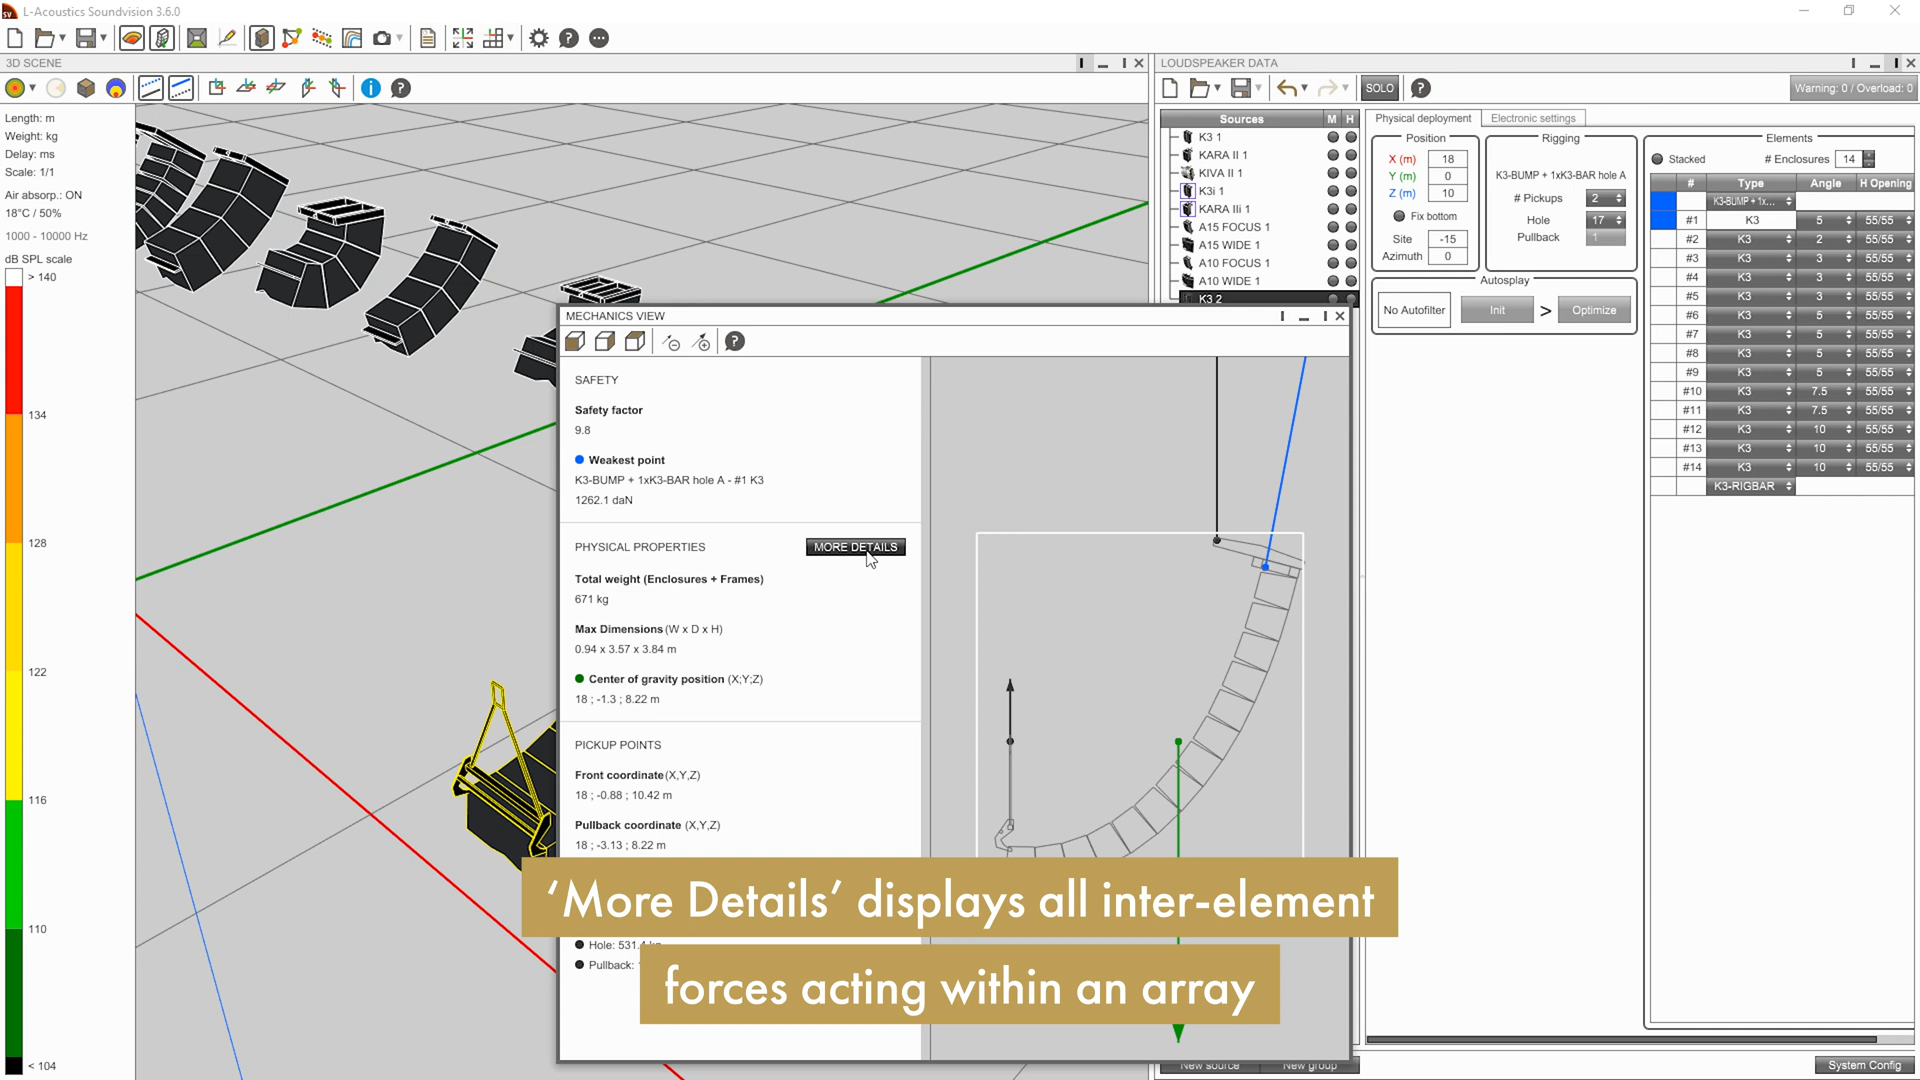 L-Acoustics Soundvision 3.6.0
3D SCENE
Length: m
Weight: kg
Delay: ms
Scale: 1/1
Air absorp.: ON
18°C / 50%
1000 - 10000 Hz
dB SPL scale
> 140
134
128
122
116
110
< 104
LOUDSPEAKER DATA
SOLO
Warning: 0 / Overload: 0
Sources M H
K3 1
KARA II 1
KIVA II 1
K3i 1
KARA IIi 1
A15 FOCUS 1
A15 WIDE 1
A10 FOCUS 1
A10 WIDE 1
K3 2
Physical deployment
Electronic settings
Position
X (m) 18
Y (m) 0
Z (m) 10
Fix bottom
Site -15
Azimuth 0
Rigging
K3-BUMP + 1xK3-BAR hole A
# Pickups 2
Hole 17
Pullback 1
Autosplay
No Autofilter Init > Optimize
Elements
Stacked # Enclosures 14
# Type Angle H Opening
K3-BUMP + 1x...
#1 K3 5 55/55
#2 K3 2 55/55
#3 K3 3 55/55
#4 K3 3 55/55
#5 K3 3 55/55
#6 K3 5 55/55
#7 K3 5 55/55
#8 K3 5 55/55
#9 K3 5 55/55
#10 K3 7.5 55/55
#11 K3 7.5 55/55
#12 K3 10 55/55
#13 K3 10 55/55
#14 K3 10 55/55
K3-RIGBAR
MECHANICS VIEW
SAFETY
Safety factor
9.8
Weakest point
K3-BUMP + 1xK3-BAR hole A - #1 K3
1262.1 daN
PHYSICAL PROPERTIES MORE DETAILS
Total weight (Enclosures + Frames)
671 kg
Max Dimensions (W x D x H)
0.94 x 3.57 x 3.84 m
Center of gravity position (X;Y;Z)
18 ; -1.3 ; 8.22 m
PICKUP POINTS
Front coordinate (X,Y,Z)
18 ; -0.88 ; 10.42 m
Pullback coordinate (X,Y,Z)
18 ; -3.13 ; 8.22 m
‘More Details’ displays all inter-element
Hole: 531.4 kg
Pullback:
forces acting within an array
New source New group
System Config